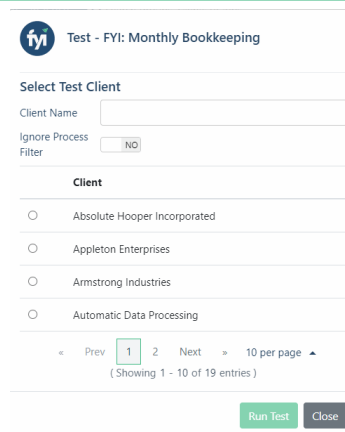 fyi
Test - FYI: Monthly Bookkeeping
Select Test Client
Client Name
Ignore Process
Filter
NO
Client
Absolute Hooper Incorporated
Appleton Enterprises
Armstrong Industries
Automatic Data Processing
« Prev 1 2 Next » 10 per page
( Showing 1 - 10 of 19 entries )
Run Test Close